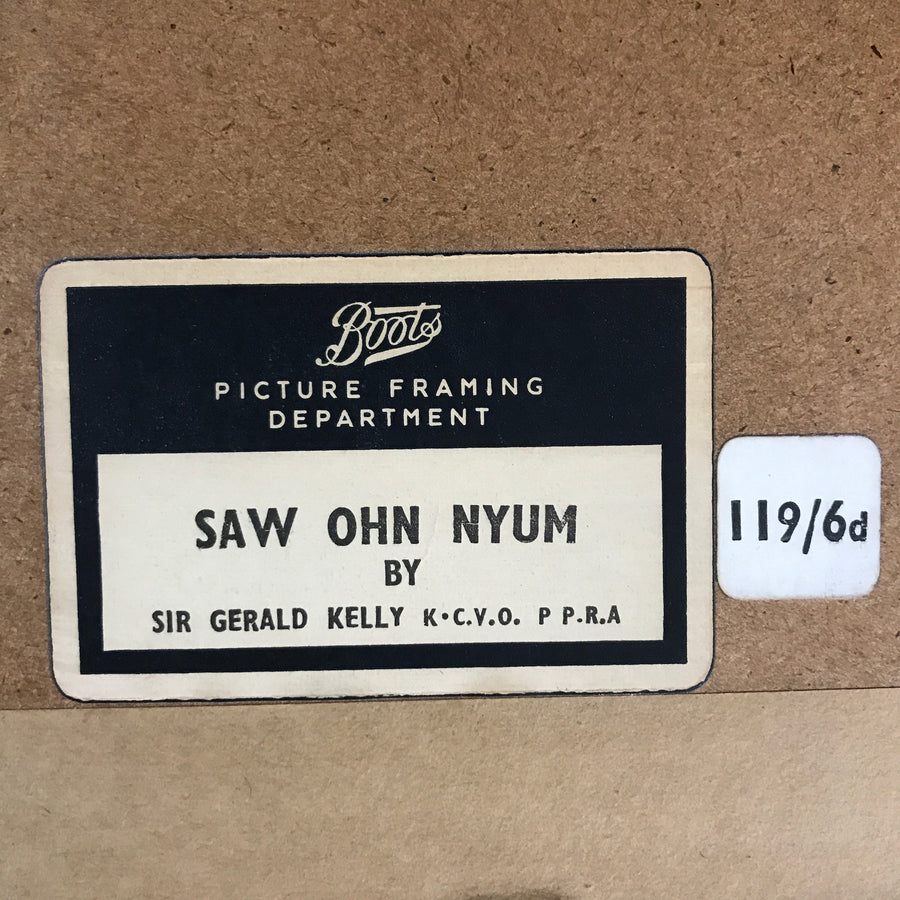 Boots
PICTURE FRAMING
DEPARTMENT
SAW OHN NYUM
BY
SIR GERALD KELLY K•C.V.O. P P.R.A
119/6d